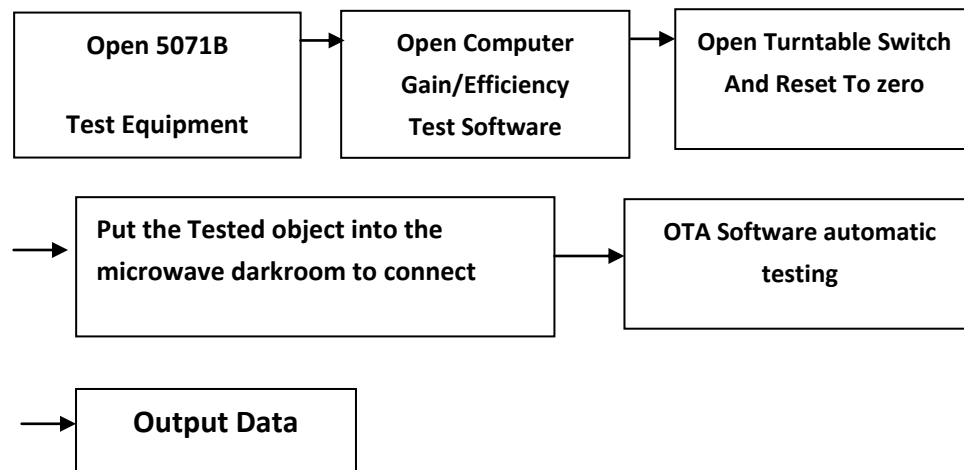 Open 5071B
Test Equipment
Open Computer
Gain/Efficiency
Test Software
Open Turntable Switch
And Reset To zero
Put the Tested object into the
microwave darkroom to connect
OTA Software automatic
testing
Output Data